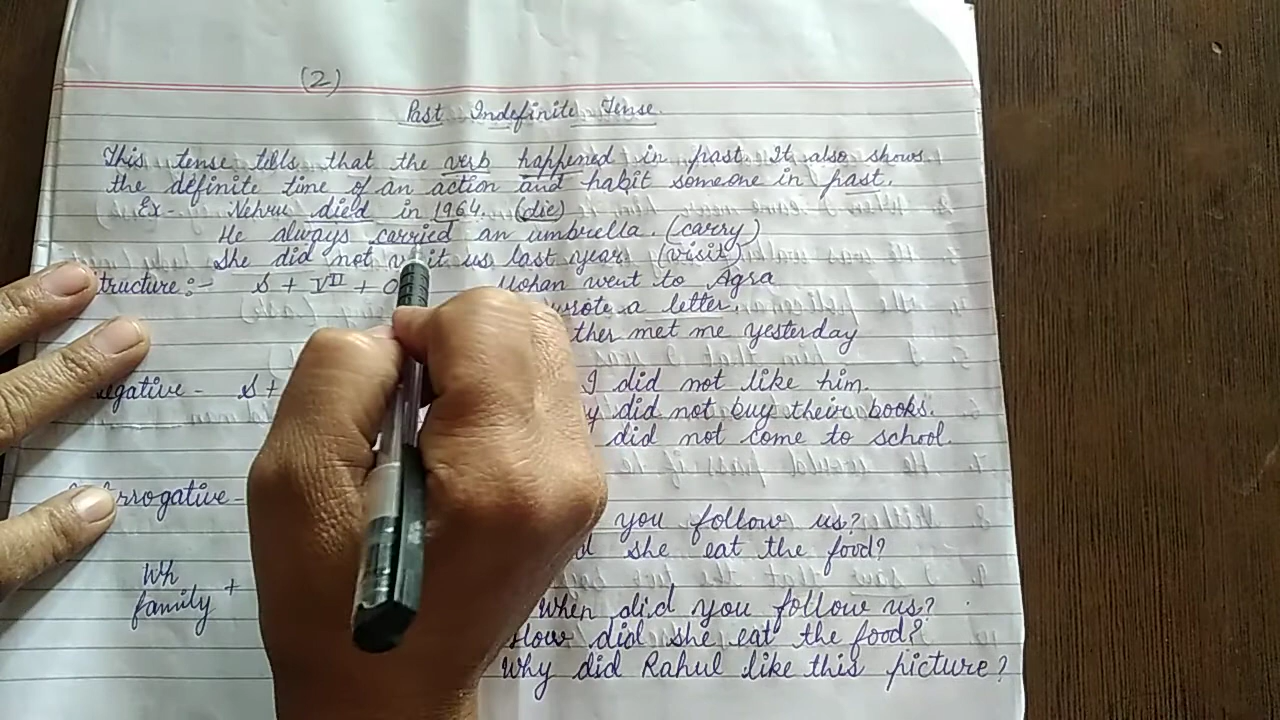 (2)
Past Indefinite Tense.
This tense tells that the verb happened in past. It also shows
the definite time of an action and habit someone in past.
Ex- Nehru died in 1964. (die)
He always carried an umbrella. (carry)
She did not us last year (visit)
tructure :- S + VII + O Mohan went to Agra
wrote a letter.
ther met me yesterday
egative - S + I did not like him.
y did not buy their books.
y did not come to school.
rrogative - you follow us?
she eat the food?
Wh
family + When did you follow us?
How did she eat the food?
Why did Rahul like this picture?